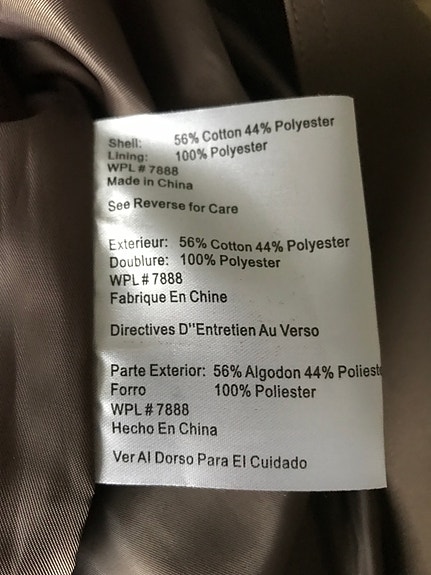 Shell: 56% Cotton 44% Polyester
Lining: 100% Polyester
WPL # 7888
Made in China
See Reverse for Care
Exterieur: 56% Cotton 44% Polyester
Doublure: 100% Polyester
WPL # 7888
Fabrique En Chine
Directives D"Entretien Au Verso
Parte Exterior: 56% Algodon 44% Poliest
Forro 100% Poliester
WPL # 7888
Hecho En China
Ver Al Dorso Para El Cuidado